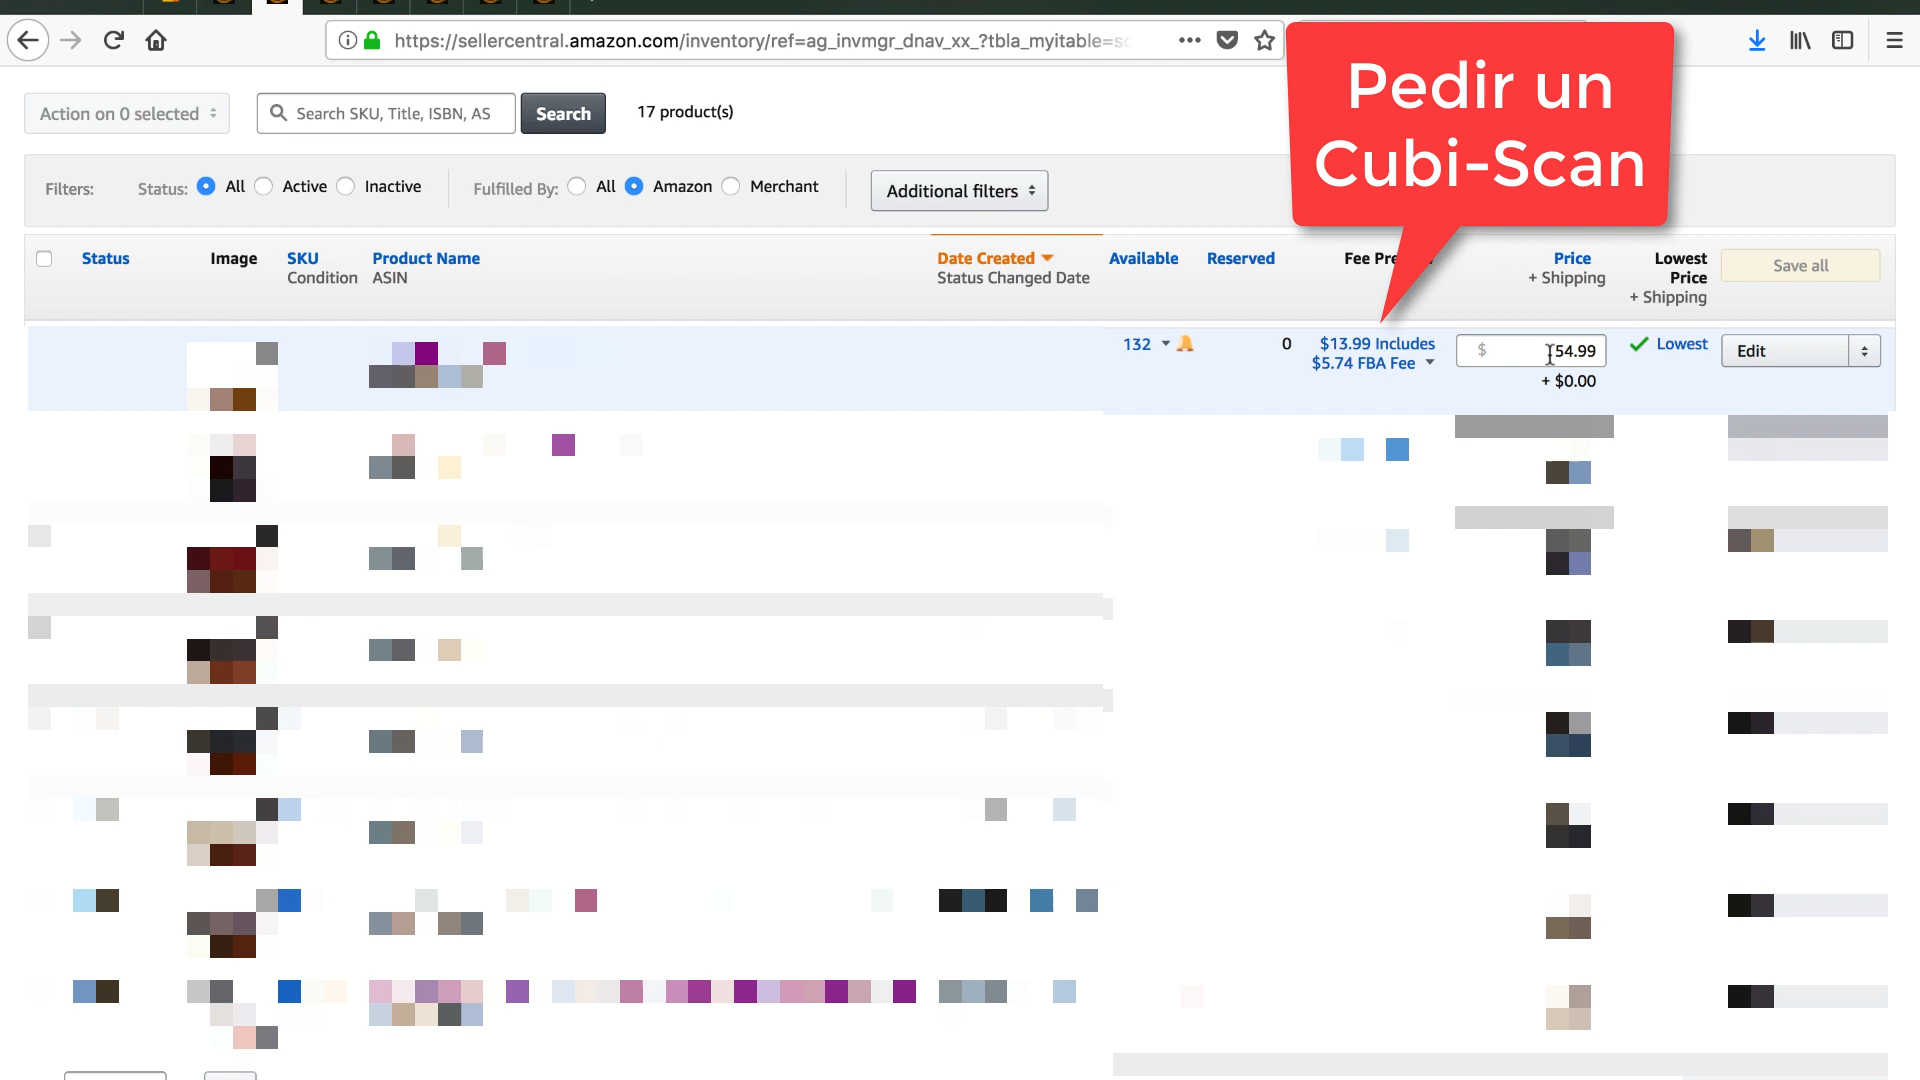 https://sellercentral.amazon.com/inventory/ref=ag_invmgr_dnav_xx_?tbla_myitable=
Pedir un
Cubi-Scan
Action on 0 selected
Search SKU, Title, ISBN, AS
Search
17 product(s)
Filters:
Status:
All
Active
Inactive
Fulfilled By:
All
Amazon
Merchant
Additional filters
Status
Image
SKU
Condition
Product Name
ASIN
Date Created
Status Changed Date
Available
Reserved
Fee Pre
Price
+ Shipping
Lowest
Price
+ Shipping
Save all
132
0
$13.99 Includes
$5.74 FBA Fee
$
54.99
+ $0.00
Lowest
Edit